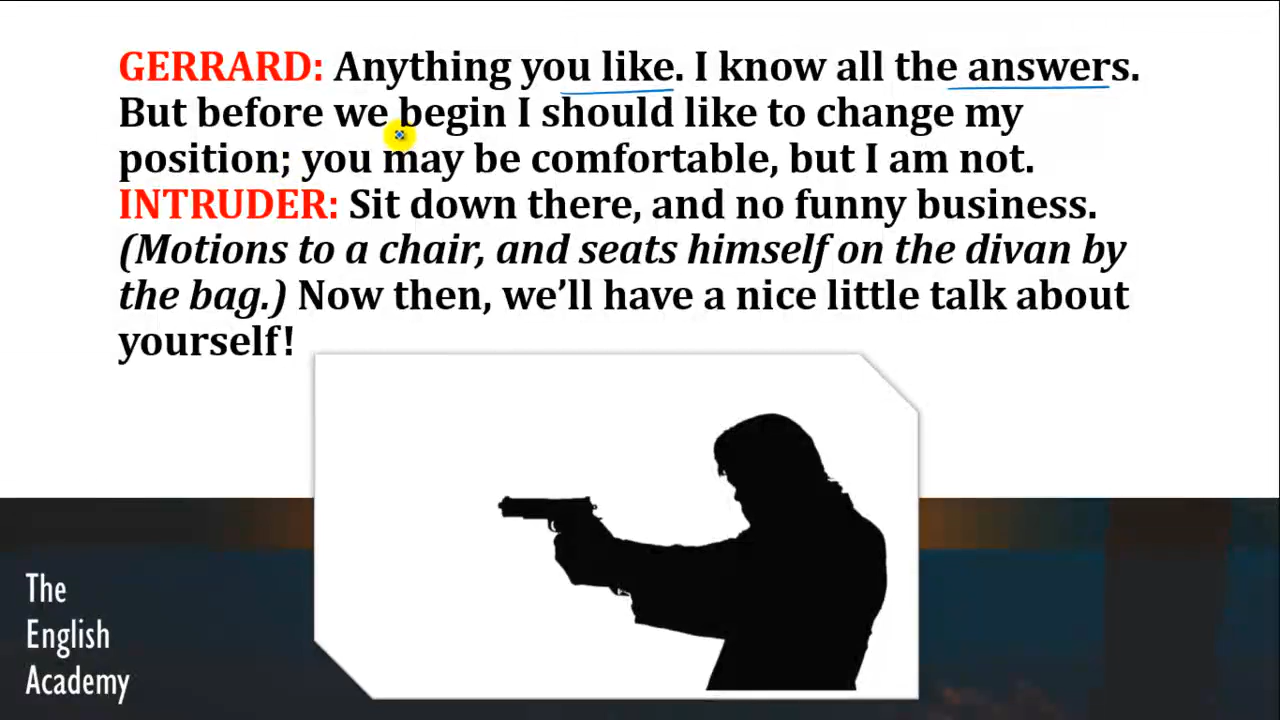 GERRARD: Anything you like. I know all the answers.
But before we begin I should like to change my
position; you may be comfortable, but I am not.
INTRUDER: Sit down there, and no funny business.
(Motions to a chair, and seats himself on the divan by
the bag.) Now then, we’ll have a nice little talk about
yourself!
The
English
Academy